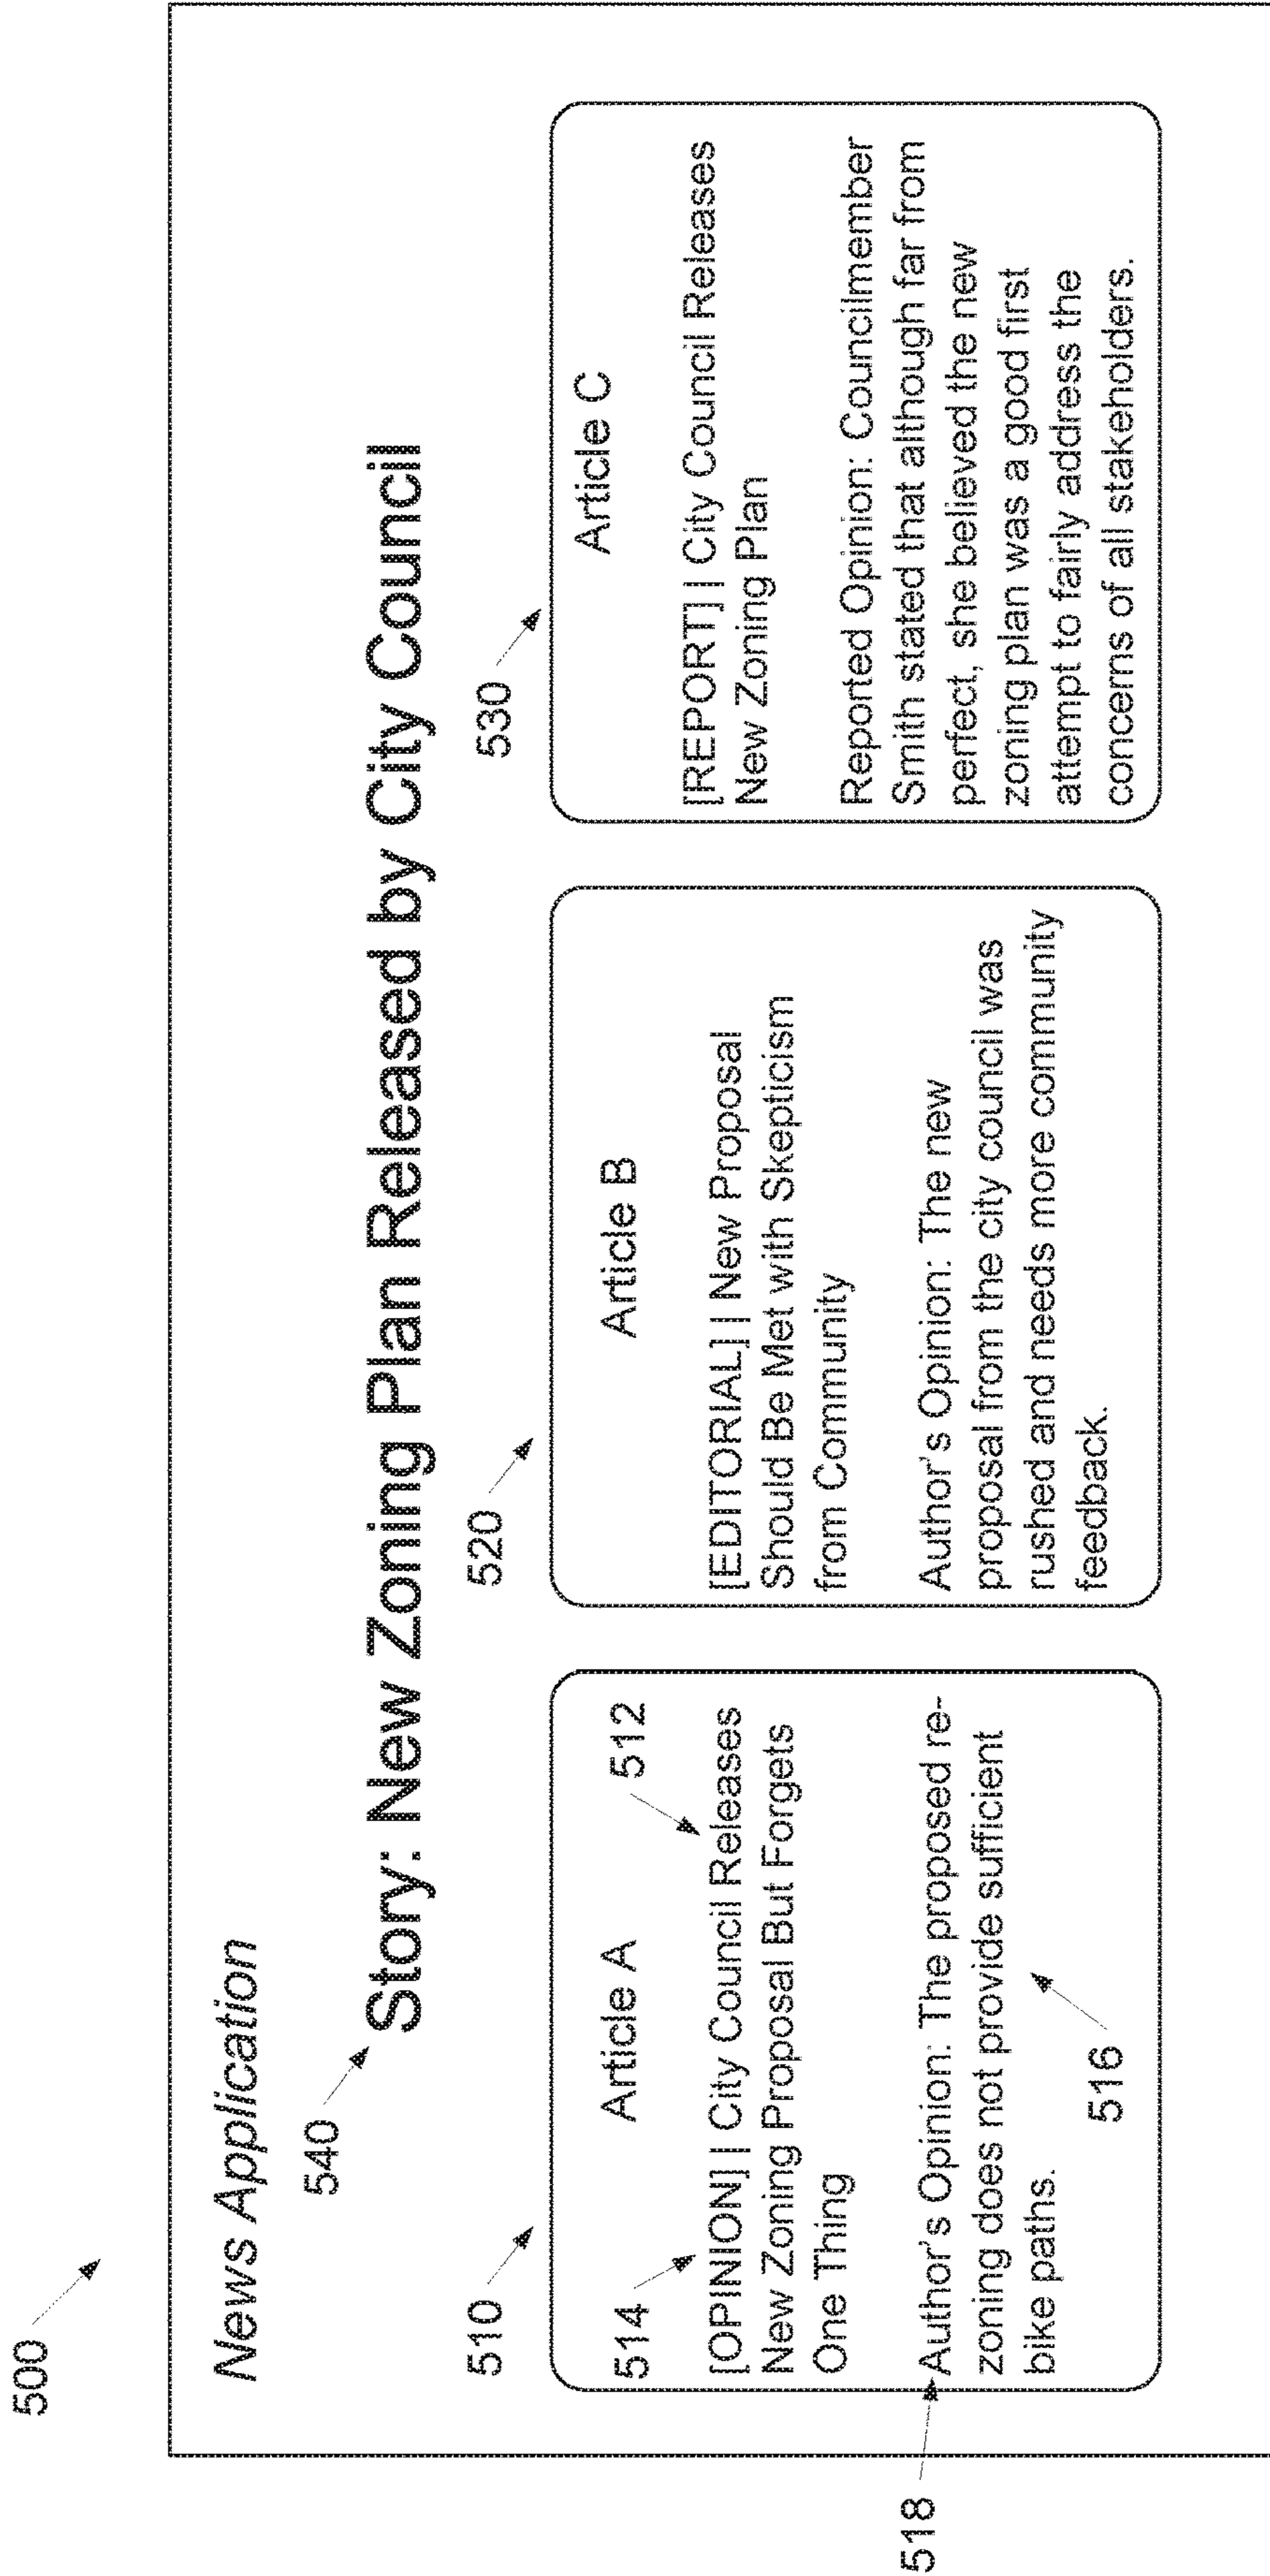 500
News Application
540
Story: New Zoning Plan Released by City Council
510
514
Article A
512
[OPINION] | City Council Releases
New Zoning Proposal But Forgets
One Thing
518
Author's Opinion: The proposed re-
zoning does not provide sufficient
bike paths.
516
520
Article B
[EDITORIAL] | New Proposal
Should Be Met with Skepticism
from Community
Author's Opinion: The new
proposal from the city council was
rushed and needs more community
feedback.
530
Article C
[REPORT] | City Council Releases
New Zoning Plan
Reported Opinion: Councilmember
Smith stated that although far from
perfect, she believed the new
zoning plan was a good first
attempt to fairly address the
concerns of all stakeholders.